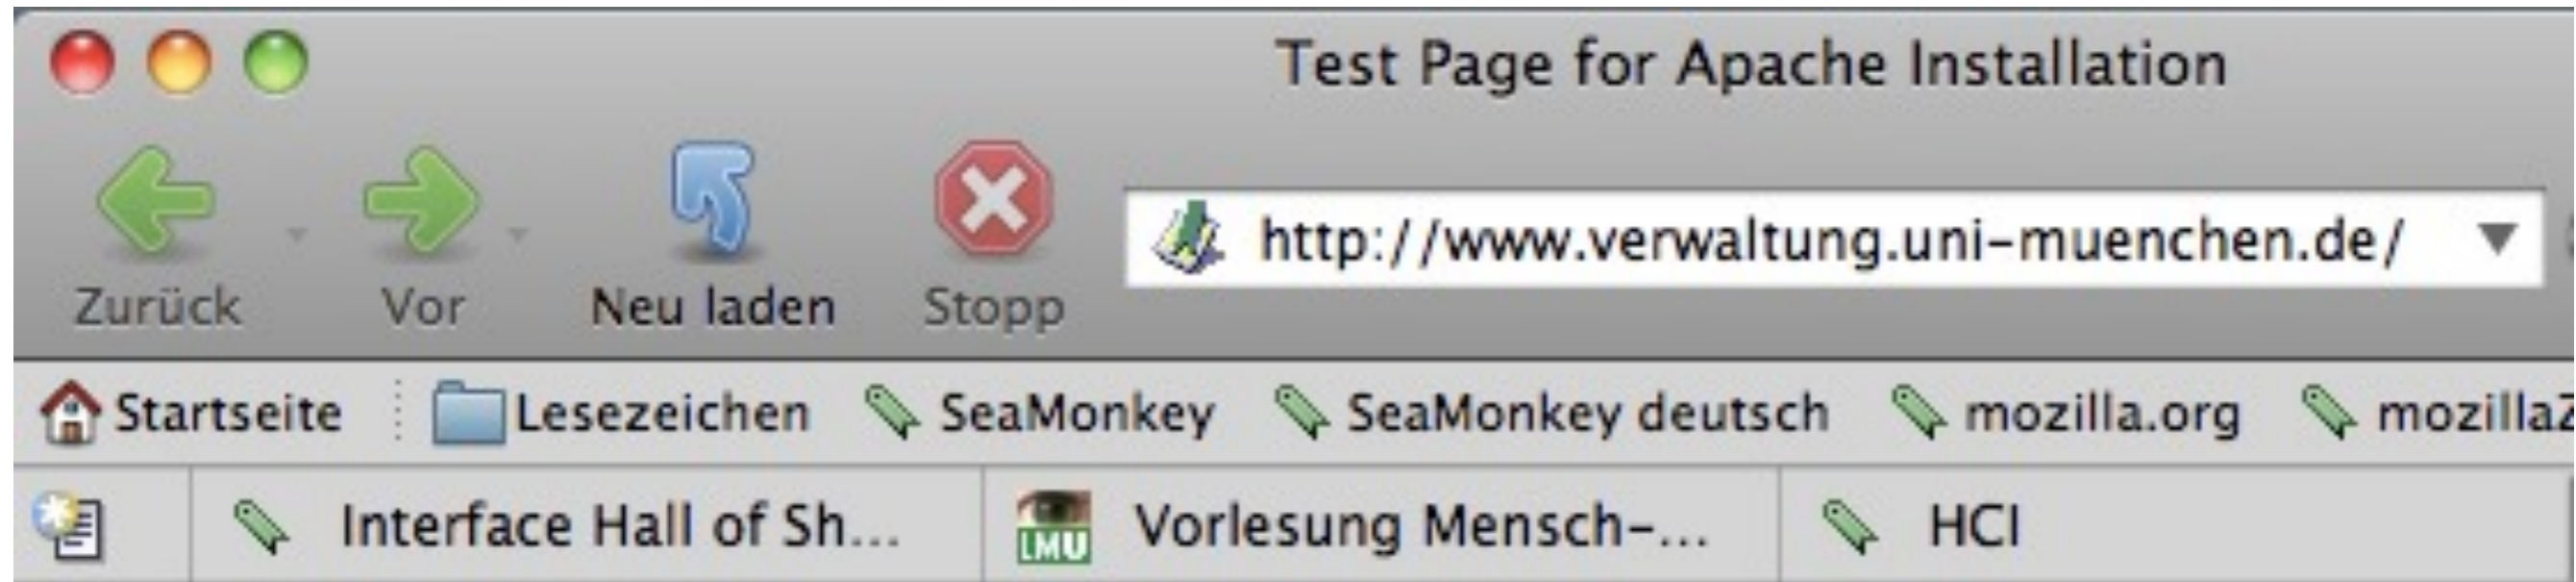 Test Page for Apache Installation
http://www.verwaltung.uni-muenchen.de/
Zurück Vor Neu laden Stopp
Startseite Lesezeichen SeaMonkey SeaMonkey deutsch mozilla.org mozillaZ
Interface Hall of Sh... LMU Vorlesung Mensch-... HCI